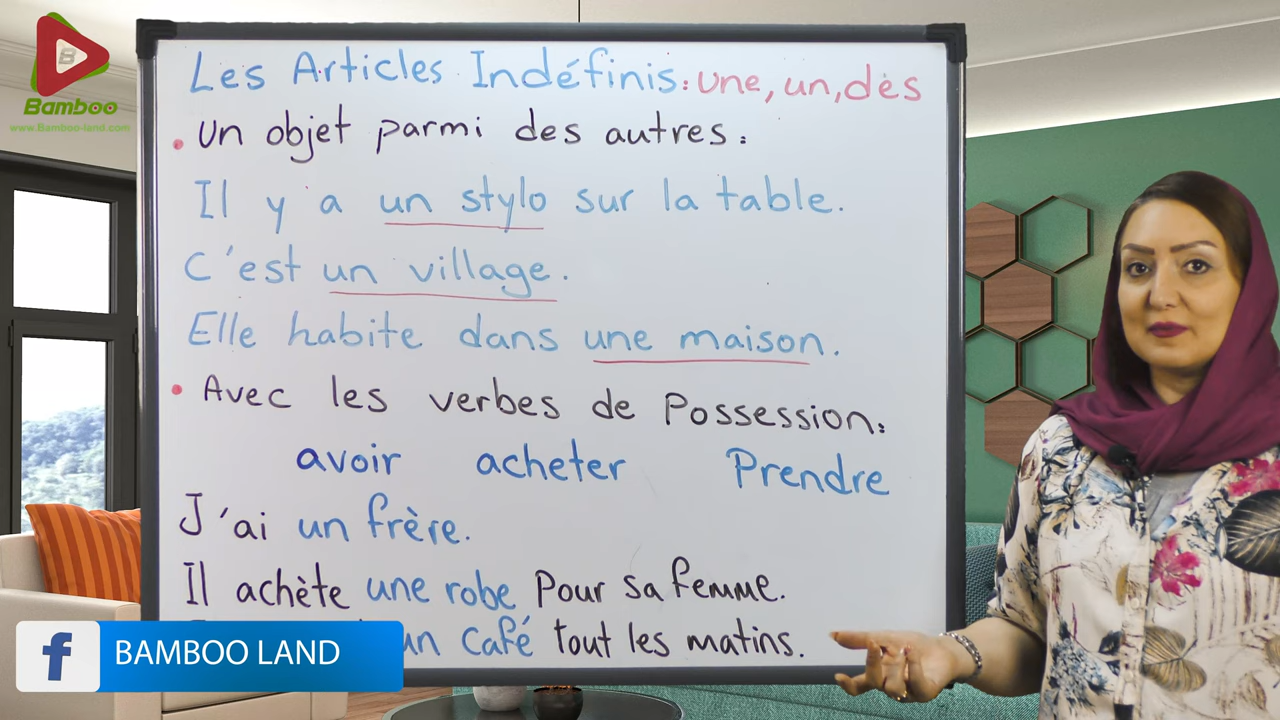 Bamboo
www.Bamboo-land.com
Les Articles Indéfinis: une, un, des
• un objet parmi des autres:
Il y a un stylo sur la table.
C'est un village.
Elle habite dans une maison.
• Avec les verbes de Possession:
avoir acheter Prendre
J'ai un frère.
Il achète une robe Pour sa femme.
un café tout les matins.
f BAMBOO LAND